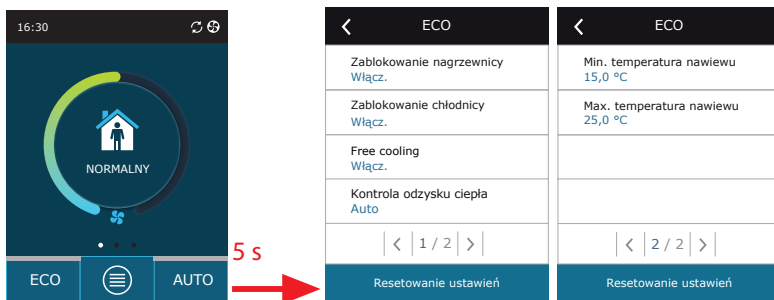 16:30
NORMALNY
ECO
AUTO
5 s
ECO
Zablokowanie nagrzewnicy
Włącz.
Zablokowanie chłodnicy
Włącz.
Free cooling
Włącz.
Kontrola odzysku ciepła
Auto
1 / 2
Resetowanie ustawień
ECO
Min. temperatura nawiewu
15,0 °C
Max. temperatura nawiewu
25,0 °C
2 / 2
Resetowanie ustawień